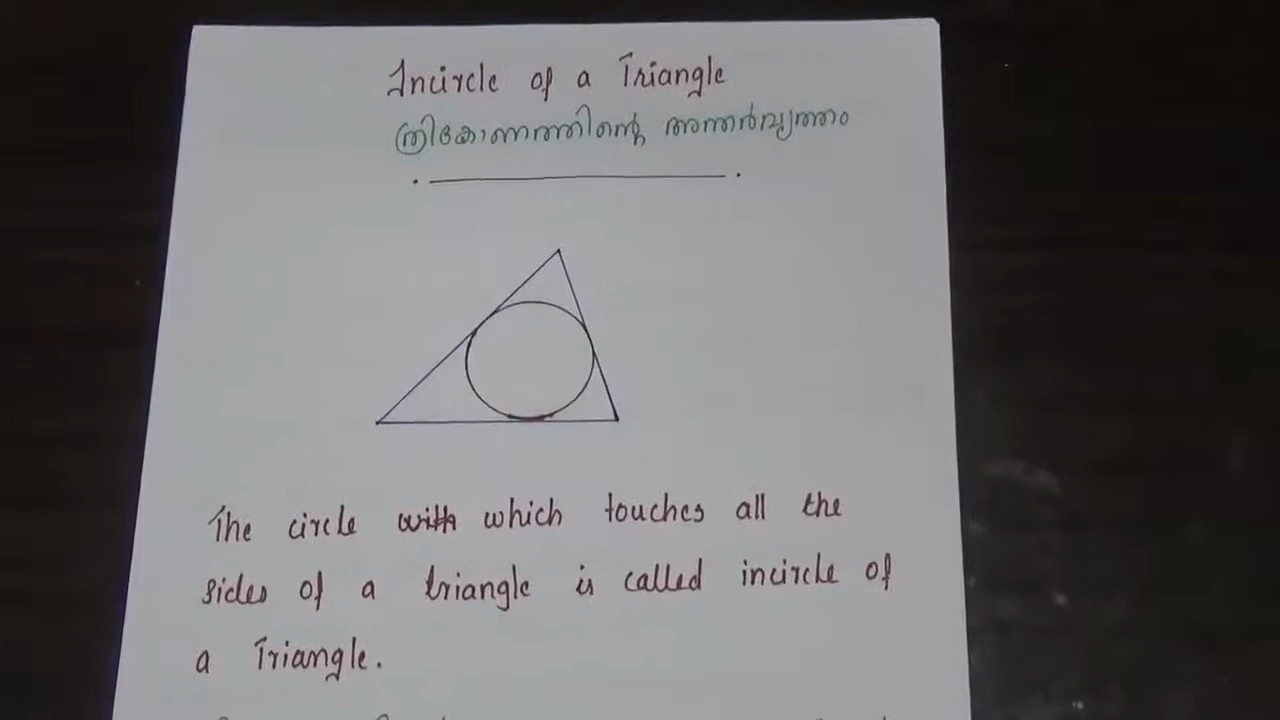 Incircle of a Triangle
ത്രികോണത്തിന്റെ അന്തർവൃത്തം
The circle with which touches all the
sides of a triangle is called incircle of
a Triangle.